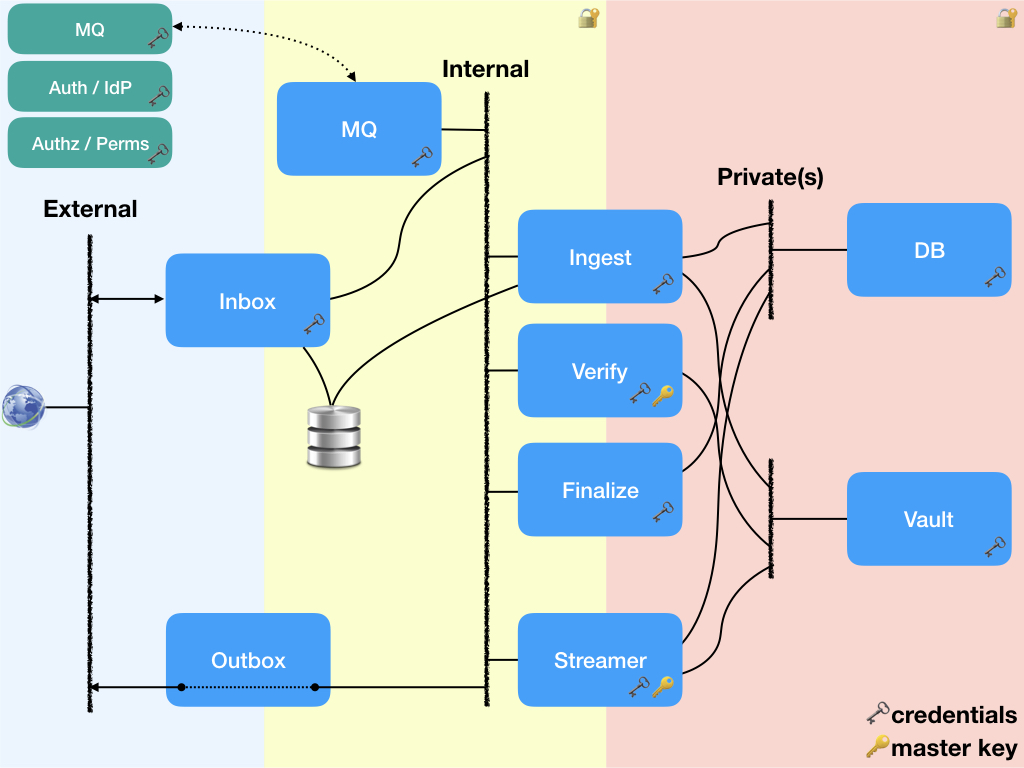 MQ
Auth / IdP
Authz / Perms
Internal
MQ
Private(s)
External
Ingest
DB
Inbox
Verify
Finalize
Vault
Outbox
Streamer
credentials
master key